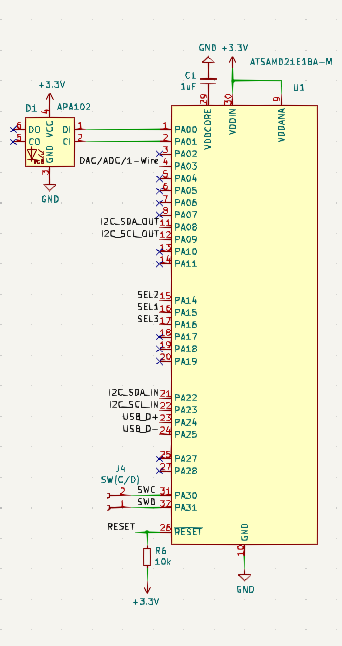 GND +3.3V
ATSAMD21E18A-M
C1
1uF
U1
29
30
9
VDDCORE
VDDIN
VDDANA
+3.3V
D1
APA102
4
6 DO VCC DI 1
5 CO GND CI 2
3
GND
1 PA00
2 PA01
3 PA02
DAC/ADC/1-Wire 4 PA03
5 PA04
6 PA05
7 PA06
8 PA07
I2C_SDA_OUT 11 PA08
I2C_SCL_OUT 12 PA09
13 PA10
14 PA11
SEL2 15 PA14
SEL1 16 PA15
SEL3 17 PA16
18 PA17
19 PA18
20 PA19
I2C_SDA_IN 21 PA22
I2C_SCL_IN 22 PA23
USB_D+ 23 PA24
USB_D- 24 PA25
25 PA27
27 PA28
J4
SW(C/D)
2 SWC 31 PA30
1 SWD 32 PA31
RESET 26 RESET
R6
10k
+3.3V
GND
10
GND